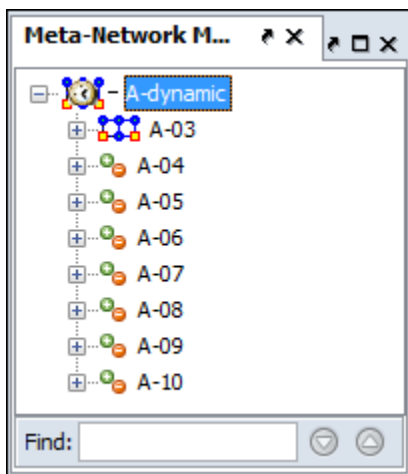 Meta-Network M...
A-dynamic
A-03
A-04
A-05
A-06
A-07
A-08
A-09
A-10
Find: